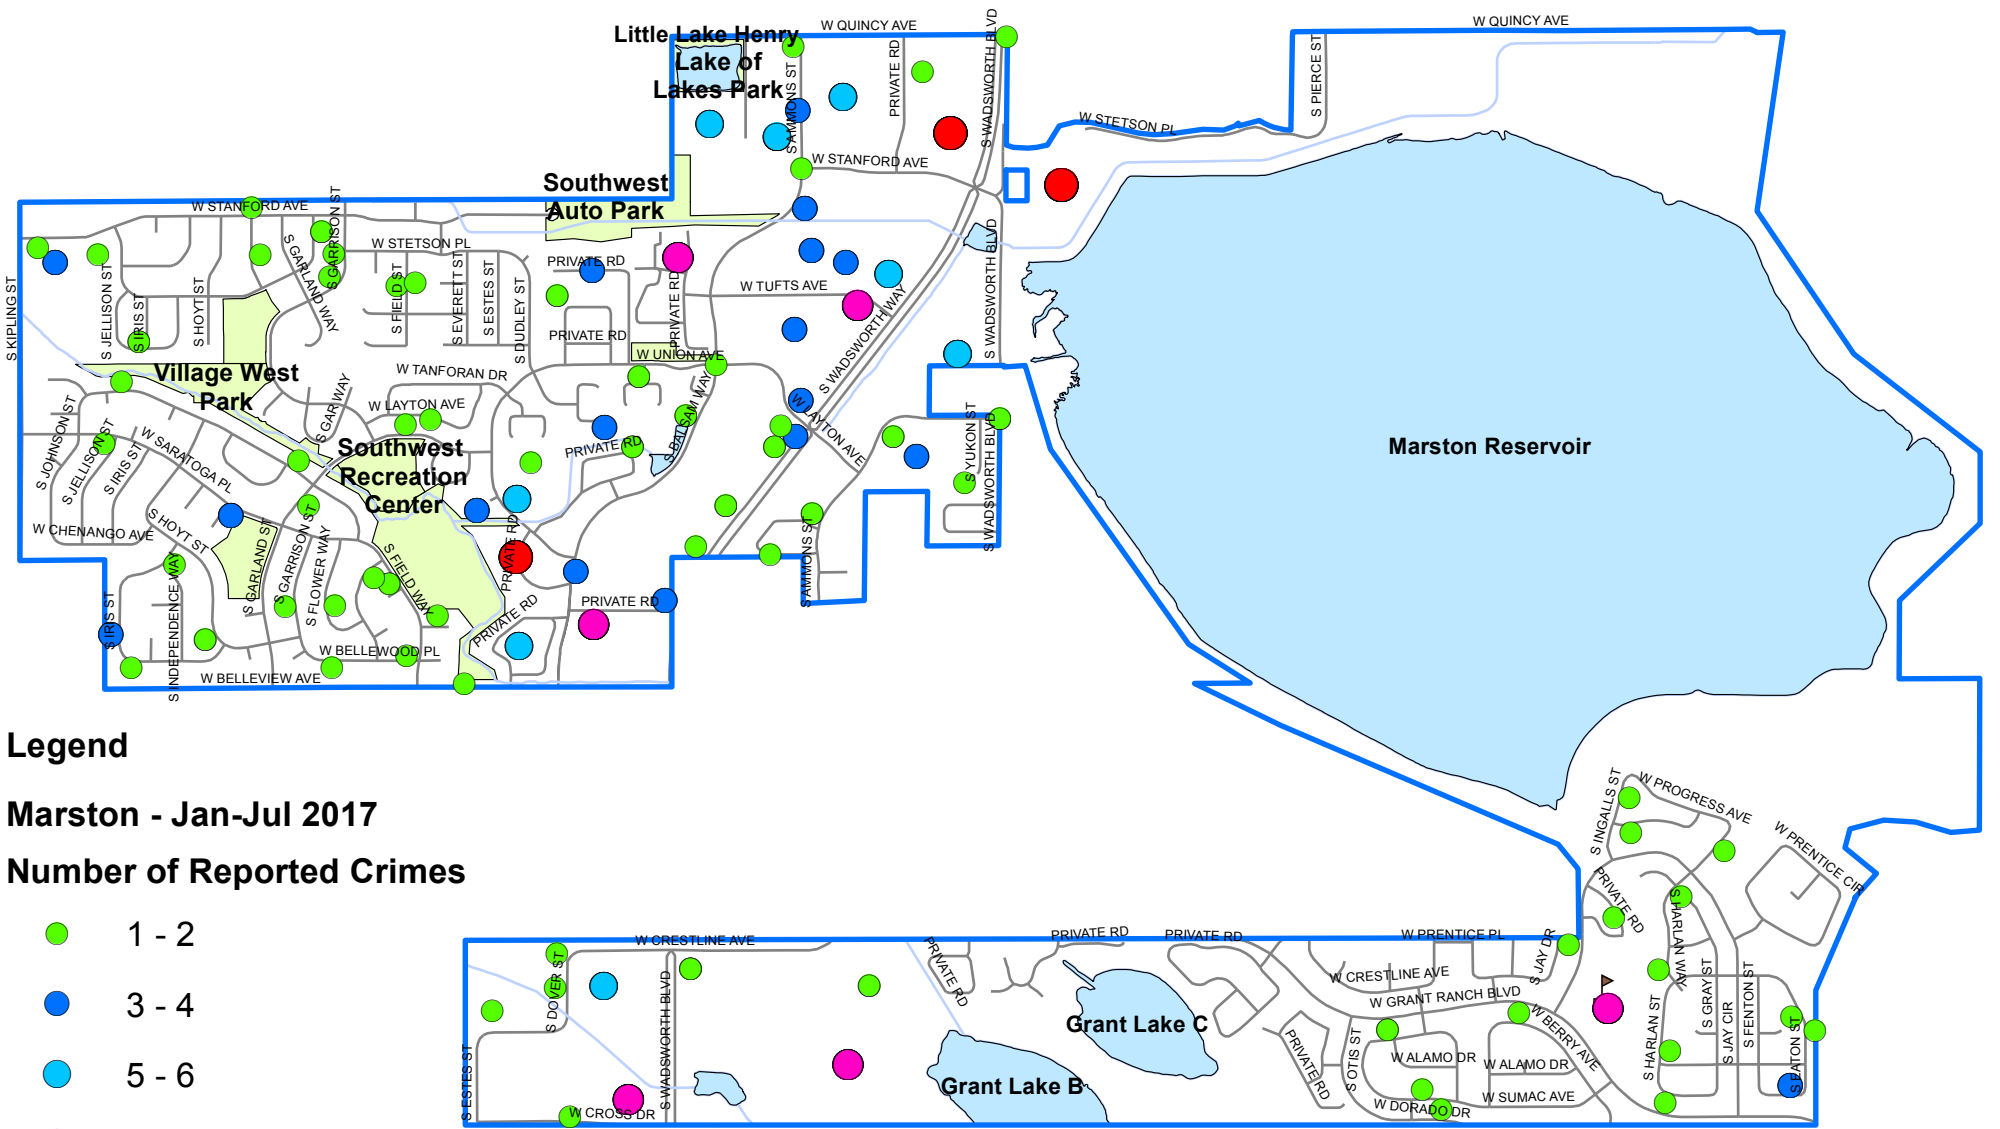 W QUINCY AVE
W QUINCY AVE
Little Lake Henry
Lake of
Lakes Park
S AMMONS ST
PRIVATE RD
S WADSWORTH BLVD
S PIERCE ST
W STETSON PL
W STANFORD AVE
Southwest
Auto Park
W STANFORD AVE
S GARRISON ST
S GARLAND WAY
W STETSON PL
PRIVATE RD
PRIVATE RD
W TUFTS AVE
S WADSWORTH BLVD
S KIPLING ST
S JELLISON ST
S IRIS ST
S HOYT ST
S FIELD ST
S EVERETT ST
S ESTES ST
S DUDLEY ST
PRIVATE RD
W UNION AVE
S WADSWORTH WAY
Village West
Park
W TANFORAN DR
W LAYTON AVE
S GAR WAY
S BALSAM WAY
W LAYTON AVE
S YUKON ST
S WADSWORTH BLVD
Marston Reservoir
S JOHNSON ST
S JELLISON ST
S IRIS ST
W SARATOGA PL
Southwest
Recreation
Center
PRIVATE RD
W CHENANGO AVE
S HOYT ST
S GARLAND ST
S GARRISON ST
S FLOWER WAY
S FIELD WAY
PRIVATE RD
S AMMONS ST
S IRIS ST
S INDEPENDENCE WAY
PRIVATE RD
PRIVATE RD
W BELLEWOOD PL
W BELLEVIEW AVE
Legend
Marston - Jan-Jul 2017
Number of Reported Crimes
1 - 2
3 - 4
5 - 6
S INGALLS ST
W PROGRESS AVE
W PRENTICE CIR
PRIVATE RD
S HARLAN WAY
W CRESTLINE AVE
PRIVATE RD
PRIVATE RD
PRIVATE RD
W PRENTICE PL
S JAY DR
S DOVER ST
S WADSWORTH BLVD
W CRESTLINE AVE
W GRANT RANCH BLVD
W BERRY AVE
S GRAY ST
S JAY CIR
S FENTON ST
S HARLAN ST
S EATON ST
Grant Lake C
Grant Lake B
PRIVATE RD
S OTIS ST
W ALAMO DR
W ALAMO DR
W SUMAC AVE
W DORADO DR
S ESTES ST
W CROSS DR